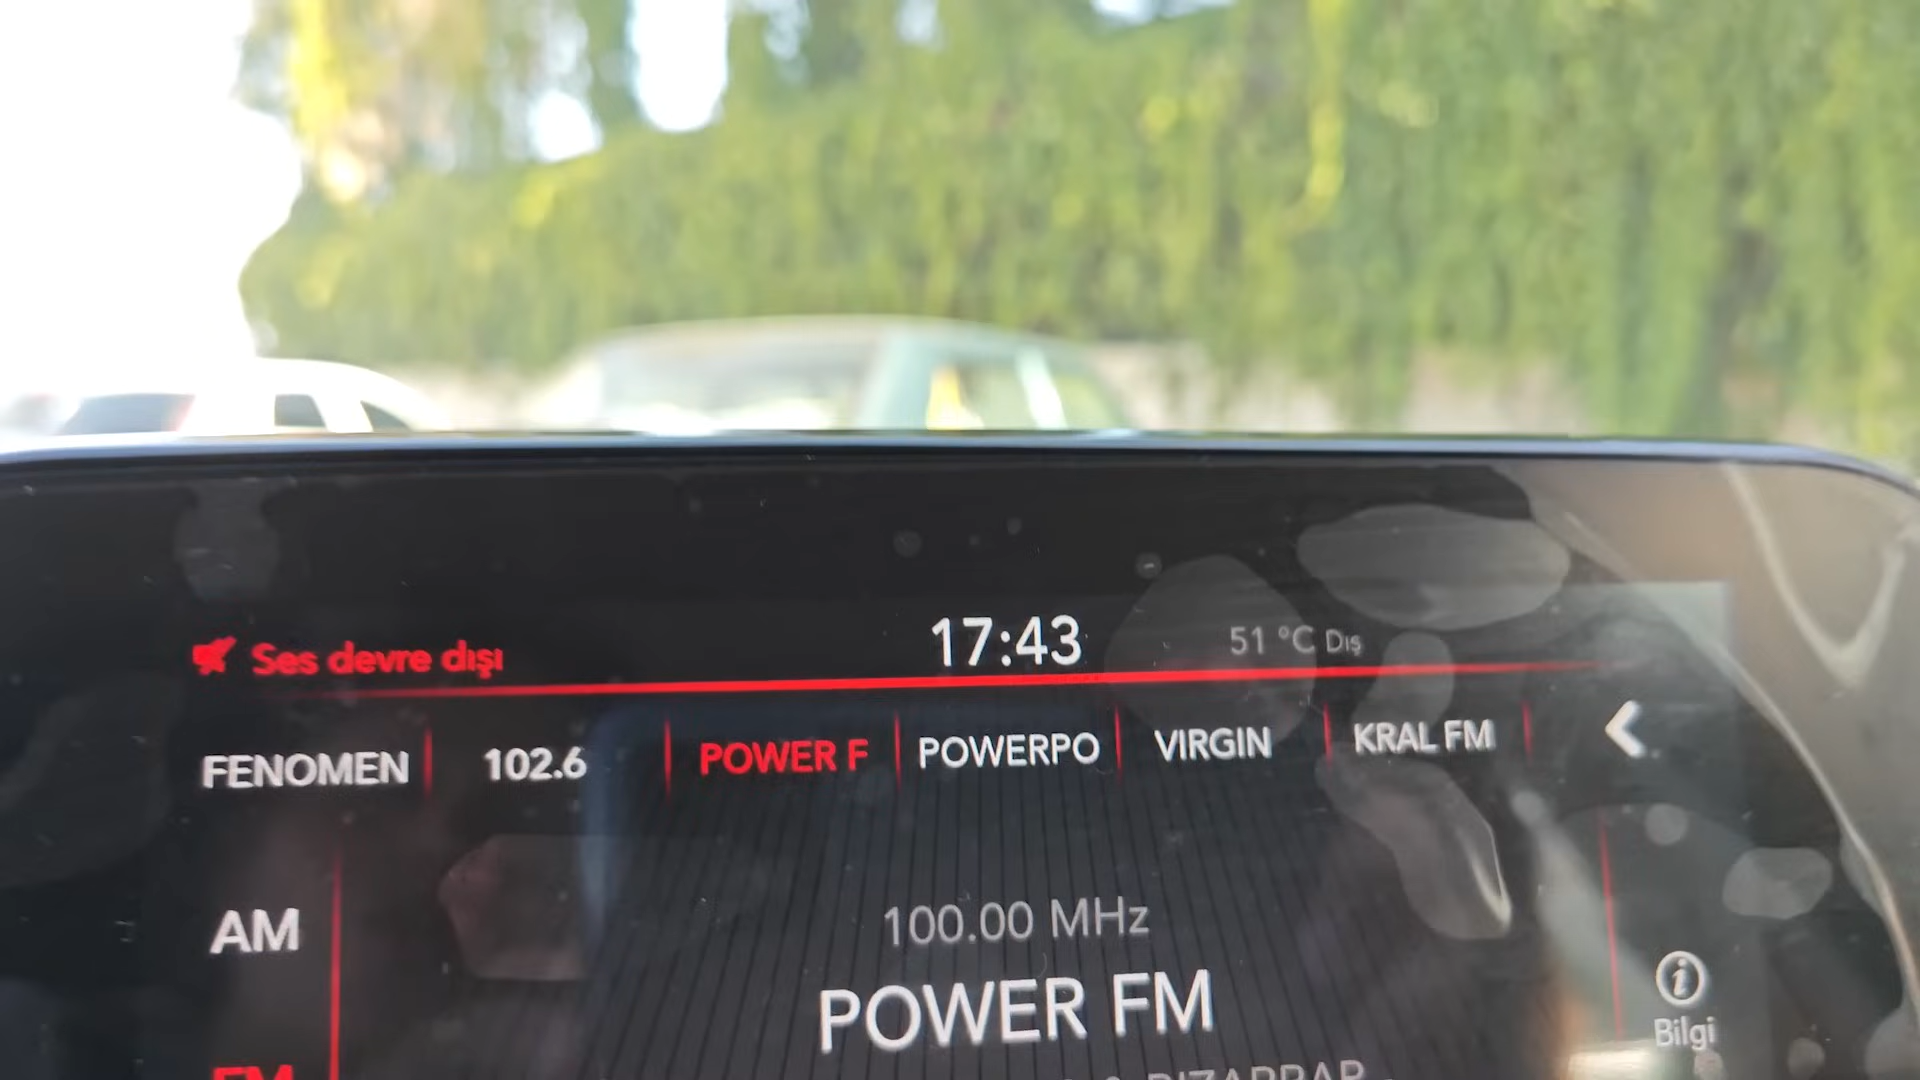 Ses devre dışı 17:43 51 °C Dış
FENOMEN 102.6 POWER F POWERPO VIRGIN KRAL FM
100.00 MHz
AM
POWER FM
Bilgi
FM